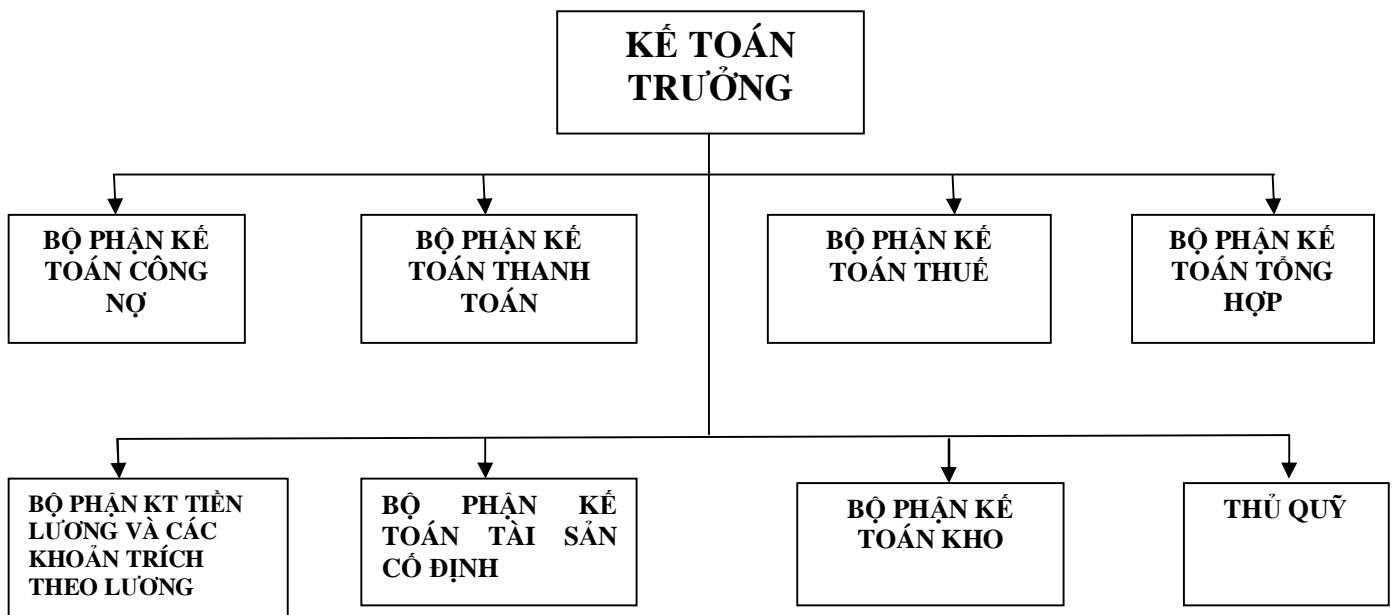 KẾ TOÁN
TRƯỞNG
BỘ PHẬN KẾ
TOÁN CÔNG
NỢ
BỘ PHẬN KẾ
TOÁN THANH
TOÁN
BỘ PHẬN KẾ
TOÁN THUẾ
BỘ PHẬN KẾ
TOÁN TỔNG
HỢP
BỘ PHẬN KT TIỀN
LƯƠNG VÀ CÁC
KHOẢN TRÍCH
THEO LƯƠNG
BỘ PHẬN KẾ
TOÁN TÀI SẢN
CỐ ĐỊNH
BỘ PHẬN KẾ
TOÁN KHO
THỦ QUỸ